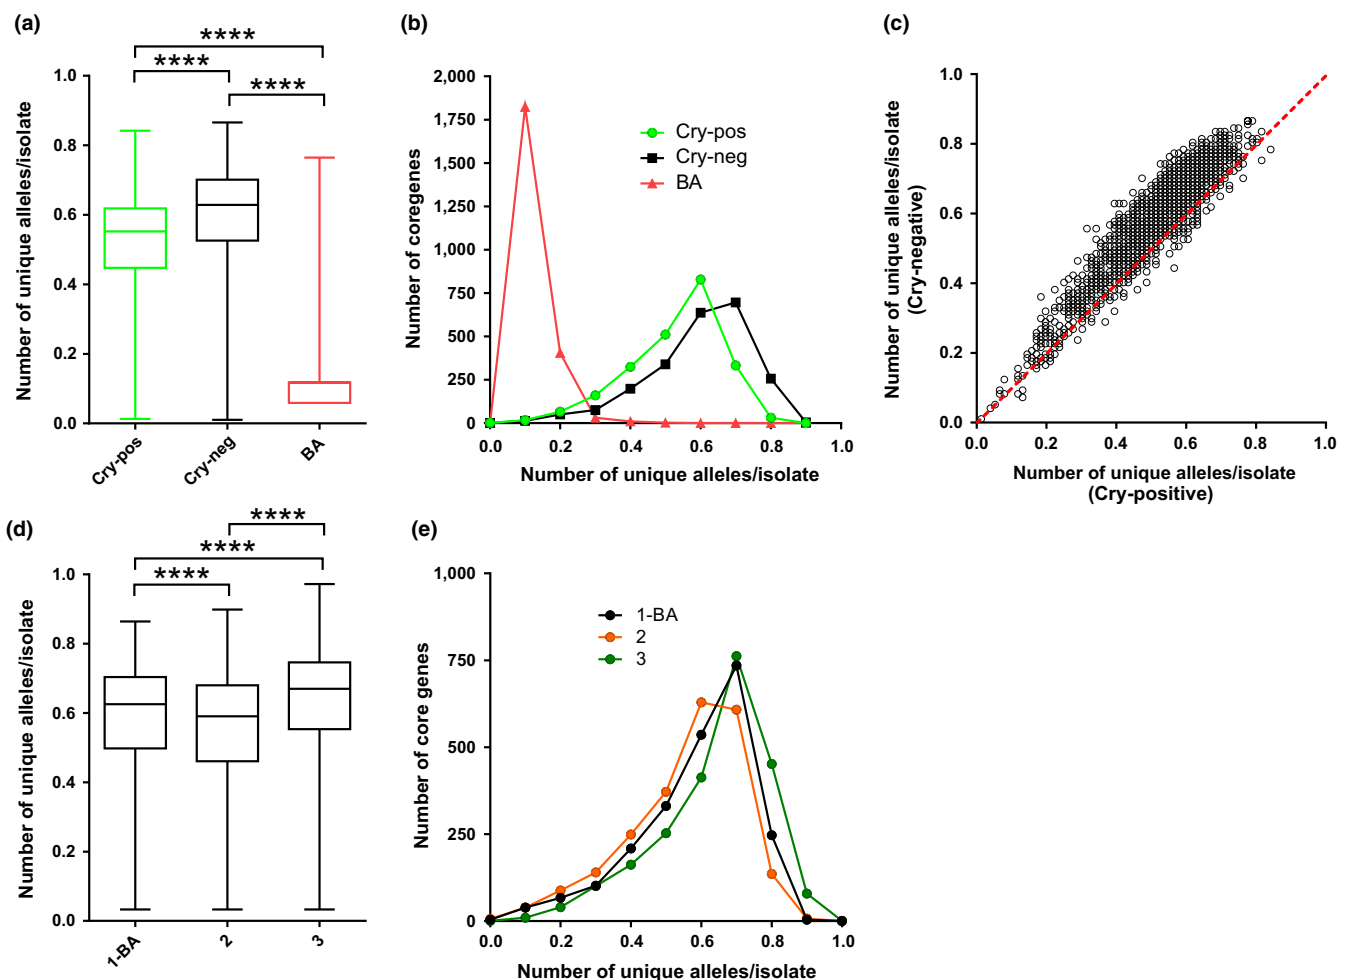 (a)
****
****
****
Number of unique alleles/isolate
1.0
0.8
0.6
0.4
0.2
0.0
Cry-pos
Cry-neg
BA
(b)
Number of coregenes
2,000
1,750
1,500
1,250
1,000
750
500
250
0
Cry-pos
Cry-neg
BA
0.0 0.2 0.4 0.6 0.8 1.0
Number of unique alleles/isolate
(c)
Number of unique alleles/isolate
(Cry-negative)
1.0
0.8
0.6
0.4
0.2
0.0
0.0 0.2 0.4 0.6 0.8 1.0
Number of unique alleles/isolate
(Cry-positive)
(d)
****
****
****
Number of unique alleles/isolate
1.0
0.8
0.6
0.4
0.2
0.0
1-BA
2
3
(e)
Number of core genes
1,000
750
500
250
0
1-BA
2
3
0.0 0.2 0.4 0.6 0.8 1.0
Number of unique alleles/isolate